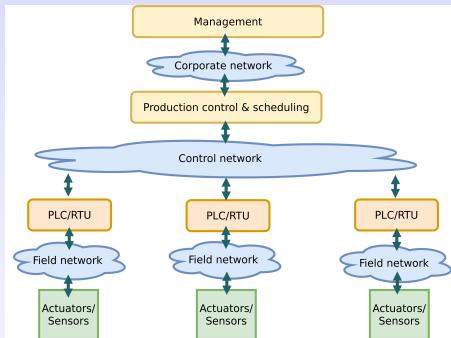 Management
Corporate network
Production control & scheduling
Control network
PLC/RTU
PLC/RTU
PLC/RTU
Field network
Field network
Field network
Actuators/
Sensors
Actuators/
Sensors
Actuators/
Sensors